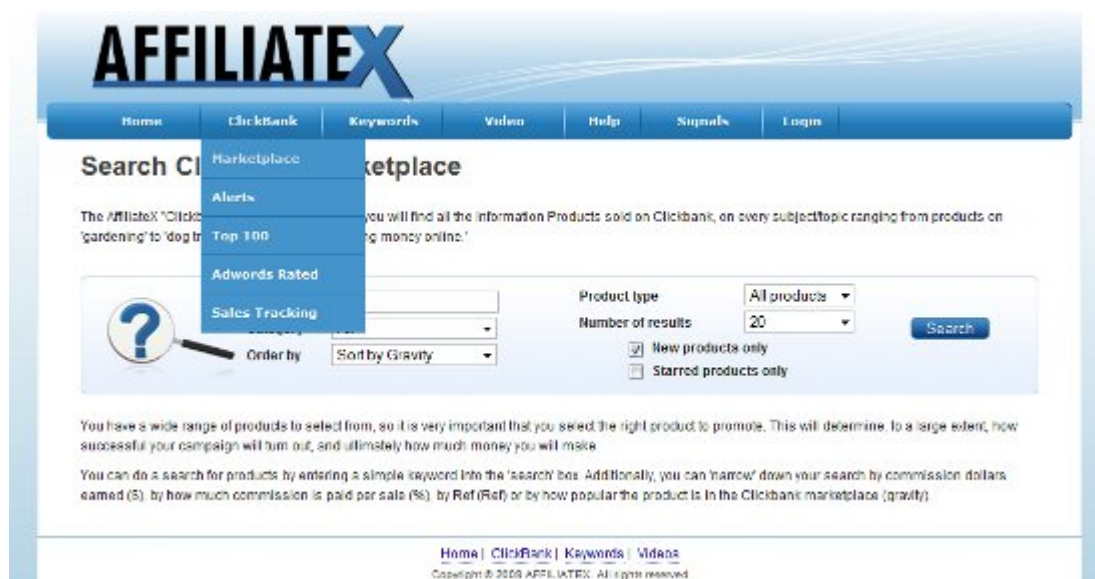 AFFILIATEX
Home ClickBank Keywords Video Help Signals Login
Marketplace
Alerts
Top 100
Adwords Rated
Sales Tracking
Search Cl ketplace
The AffiliateX "Clickb you will find all the Information Products sold on Clickbank, on every subject/topic ranging from products on
'gardening' to 'dog tr ng money online.'
Product type All products
Number of results 20
Search
Order by Sort by Gravity
New products only
Starred products only
You have a wide range of products to select from, so it is very important that you select the right product to promote. This will determine, to a large extent, how
successful your campaign will turn out, and ultimately how much money you will make
You can do a search for products by entering a simple keyword into the 'search' box. Additionally, you can 'narrow' down your search by commission dollars
earned ($), by how much commission is paid per sale (%), by Ref (Ref) or by how popular the product is in the Clickbank marketplace (gravity)
Home | ClickBank | Keywords | Videos
Copyright © 2009 AFFILIATEX. All rights reserved